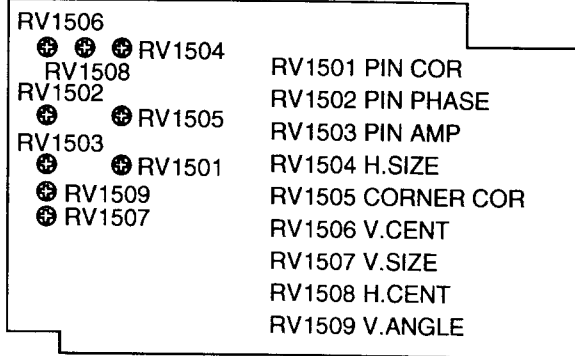 RV1506
RV1504
RV1508
RV1502
RV1505
RV1503
RV1501
RV1509
RV1507
RV1501 PIN COR
RV1502 PIN PHASE
RV1503 PIN AMP
RV1504 H.SIZE
RV1505 CORNER COR
RV1506 V.CENT
RV1507 V.SIZE
RV1508 H.CENT
RV1509 V.ANGLE